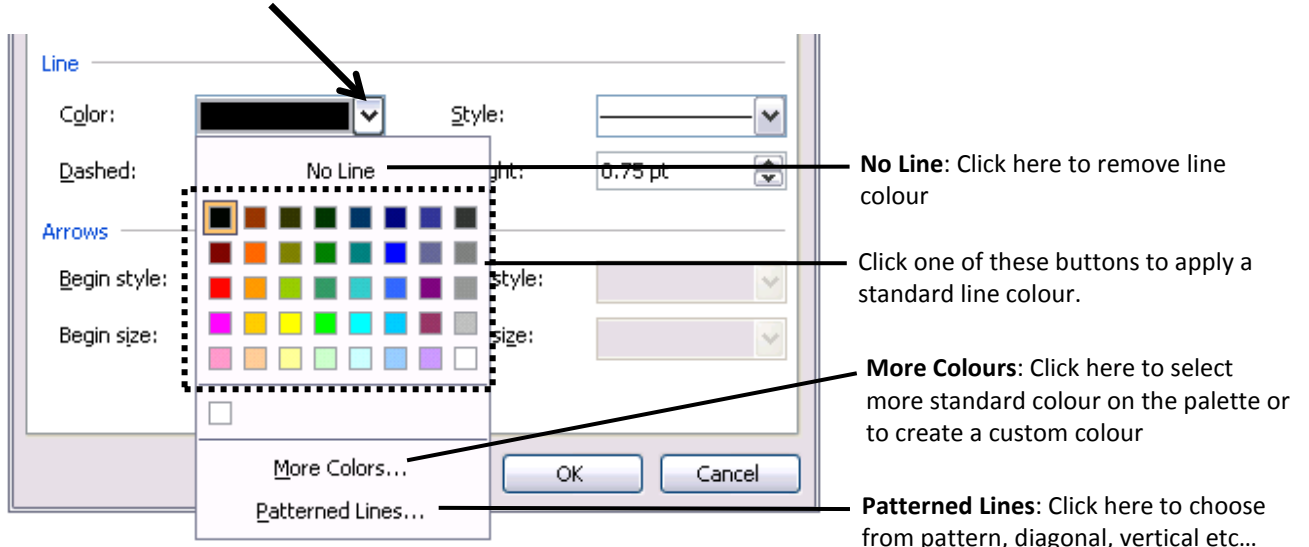 Line
Color:
Style:
Dashed:
No Line
ght:
0.75 pt
No Line: Click here to remove line
colour
Arrows
Click one of these buttons to apply a
standard line colour.
Begin style:
style:
Begin size:
size:
More Colours: Click here to select
more standard colour on the palette or
to create a custom colour
More Colors...
OK
Cancel
Patterned Lines...
Patterned Lines: Click here to choose
from pattern, diagonal, vertical etc...